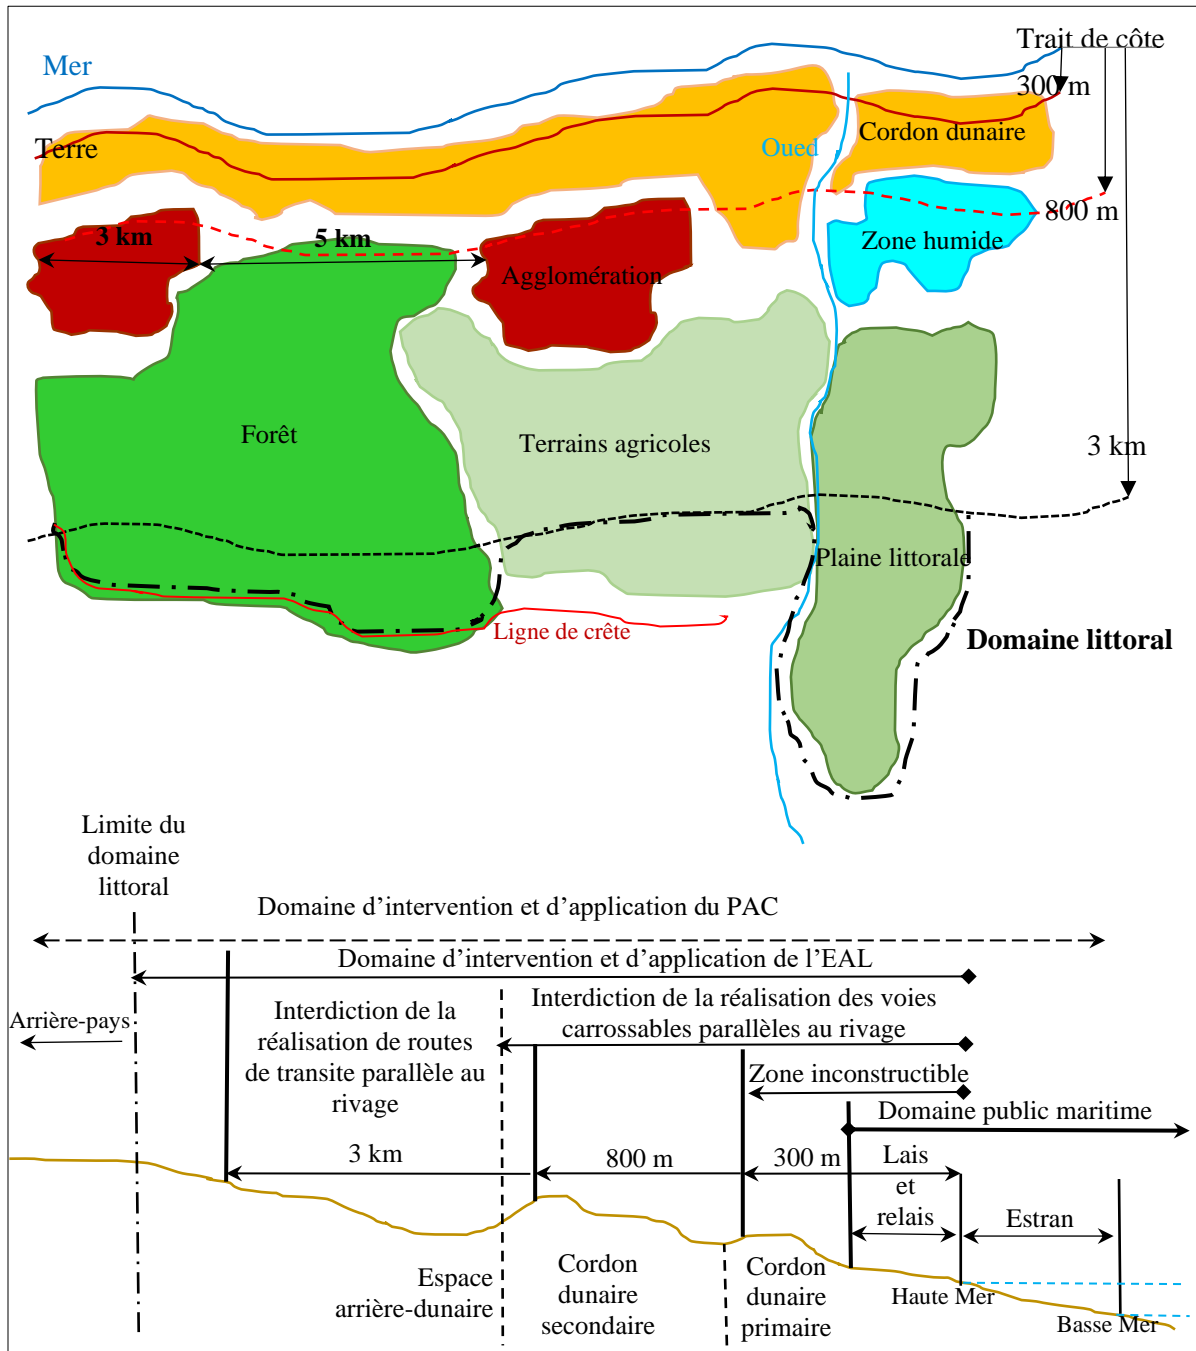 Trait de côte
Mer
300 m
Terre
Oued
Cordon dunaire
800 m
3 km
5 km
Zone humide
Agglomération
Forêt
Terrains agricoles
3 km
Plaine littorale
Ligne de crête
Domaine littoral
Limite du
domaine
littoral
Domaine d'intervention et d'application du PAC
Domaine d'intervention et d'application de l'EAL
Arrière-pays
Interdiction de la
réalisation de routes
de transite parallèle au
rivage
Interdiction de la réalisation des voies
carrossables parallèles au rivage
Zone inconstructible
Domaine public maritime
3 km
800 m
300 m
Lais
et
relais
Estran
Espace
arrière-dunaire
Cordon
dunaire
secondaire
Cordon
dunaire
primaire
Haute Mer
Basse Mer